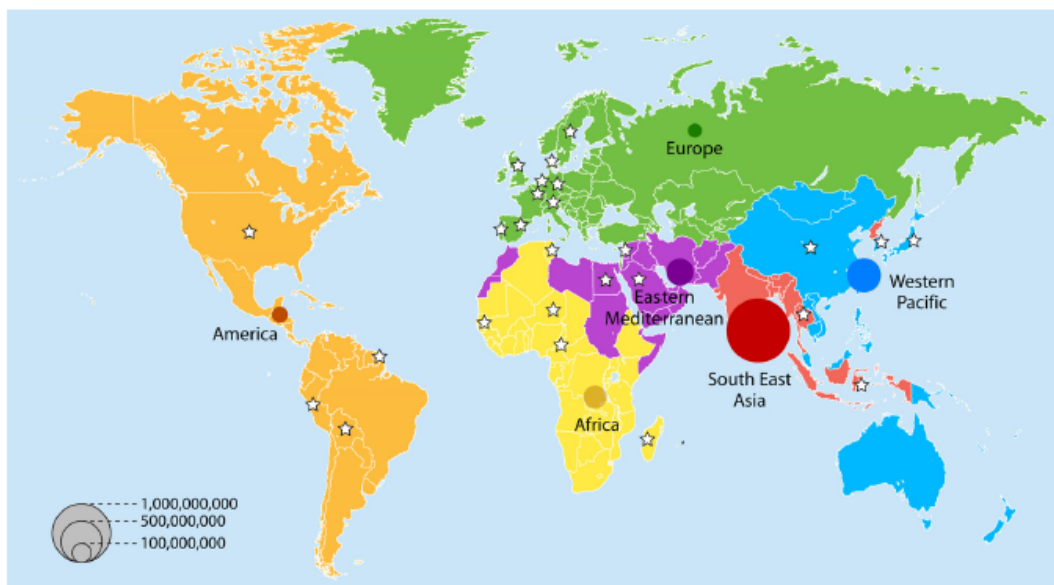 Europe
America
Eastern
Mediterranean
Western
Pacific
South East
Asia
Africa
1,000,000,000
500,000,000
100,000,000